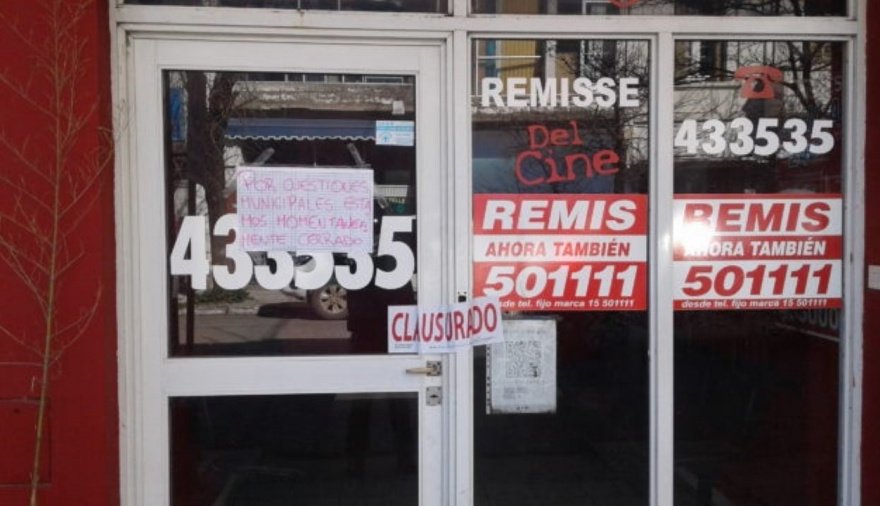 POR CUESTIONES
MUNICIPALES ESTA
MOS MOMENTANEA
MENTE CERRADO
433535
CLAUSURADO
REMISSE
Del
Cine
REMIS
AHORA TAMBIÉN
501111
desde tel. fijo marca 15 501111
433535
REMIS
AHORA TAMBIÉN
501111
desde tel. fijo marca 15 501111